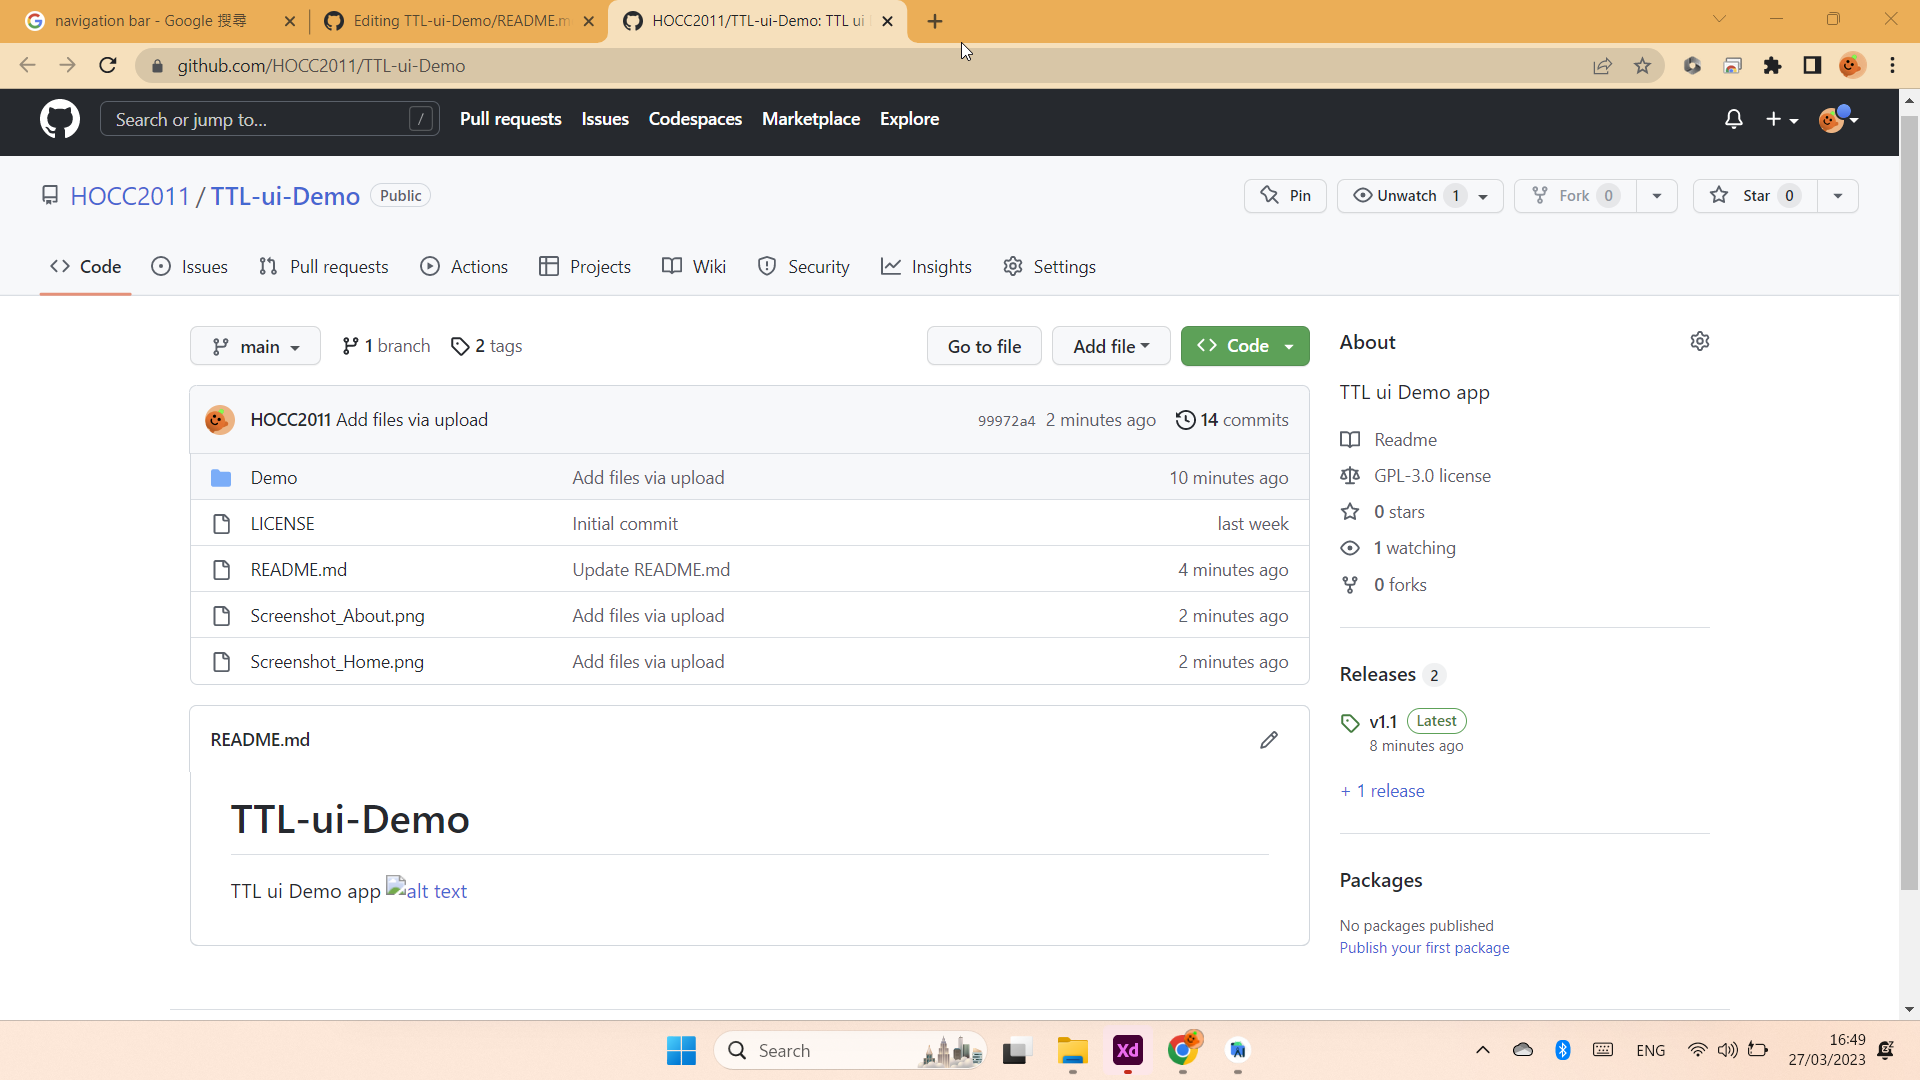 navigation bar - Google 搜尋
Editing TTL-ui-Demo/README.m
HOCC2011/TTL-ui-Demo: TTL ui
github.com/HOCC2011/TTL-ui-Demo
Search or jump to...
/
Pull requests
Issues
Codespaces
Marketplace
Explore
HOCC2011 / TTL-ui-Demo
Public
Pin
Unwatch 1
Fork 0
Star 0
Code
Issues
Pull requests
Actions
Projects
Wiki
Security
Insights
Settings
main
1 branch
2 tags
Go to file
Add file
Code
HOCC2011 Add files via upload
99972a4 2 minutes ago
14 commits
Demo
Add files via upload
10 minutes ago
LICENSE
Initial commit
last week
README.md
Update README.md
4 minutes ago
Screenshot_About.png
Add files via upload
2 minutes ago
Screenshot_Home.png
Add files via upload
2 minutes ago
README.md
TTL-ui-Demo
TTL ui Demo app alt text
About
TTL ui Demo app
Readme
GPL-3.0 license
0 stars
1 watching
0 forks
Releases 2
v1.1 Latest
8 minutes ago
+ 1 release
Packages
No packages published
Publish your first package
Search
Xd
ENG
16:49
27/03/2023